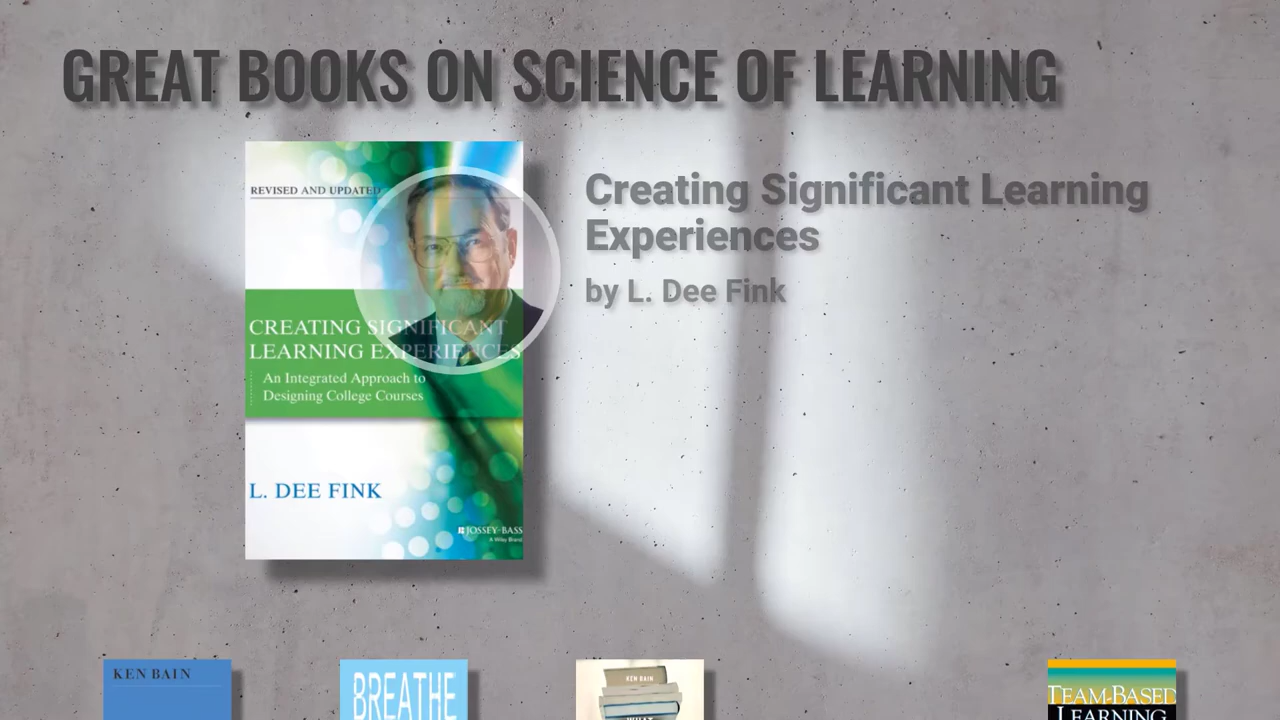 GREAT BOOKS ON SCIENCE OF LEARNING
REVISED AND UPDATED
CREATING SIGNIFICANT
LEARNING EXPERIENCES
An Integrated Approach to
Designing College Courses
L. DEE FINK
JOSSEY-BASS
A Wiley Brand
Creating Significant Learning
Experiences
by L. Dee Fink
KEN BAIN
BREATHE
KEN BAIN
WHAT
TEAM-BASED
LEARNING